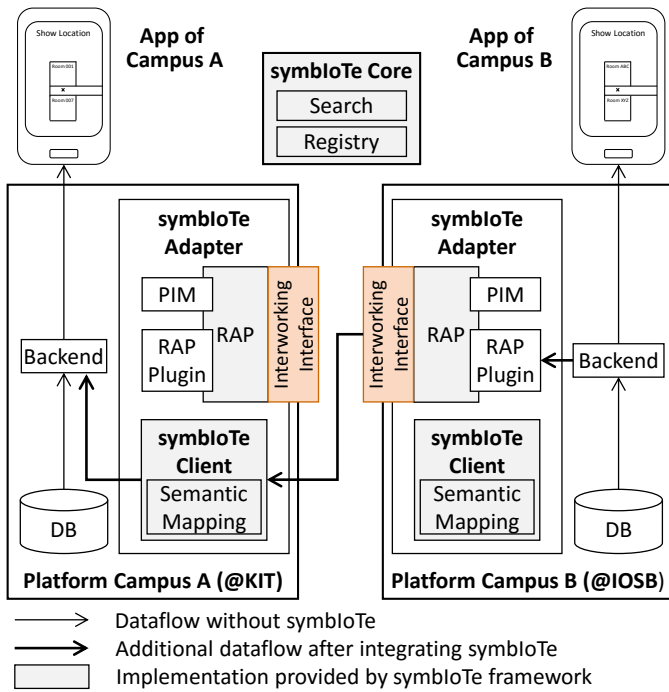 Show Location
Room 001
Room 007
x
App of
Campus A
symbIoTe Core
Search
Registry
App of
Campus B
Show Location
Room ABC
Room XYZ
x
symbIoTe
Adapter
PIM
RAP
RAP
Plugin
Interworking
Interface
Backend
symbIoTe
Client
Semantic
Mapping
DB
Platform Campus A (@KIT)
symbIoTe
Adapter
Interworking
Interface
RAP
PIM
RAP
Plugin
Backend
symbIoTe
Client
Semantic
Mapping
DB
Platform Campus B (@IOSB)
Dataflow without symbIoTe
Additional dataflow after integrating symbIoTe
Implementation provided by symbIoTe framework